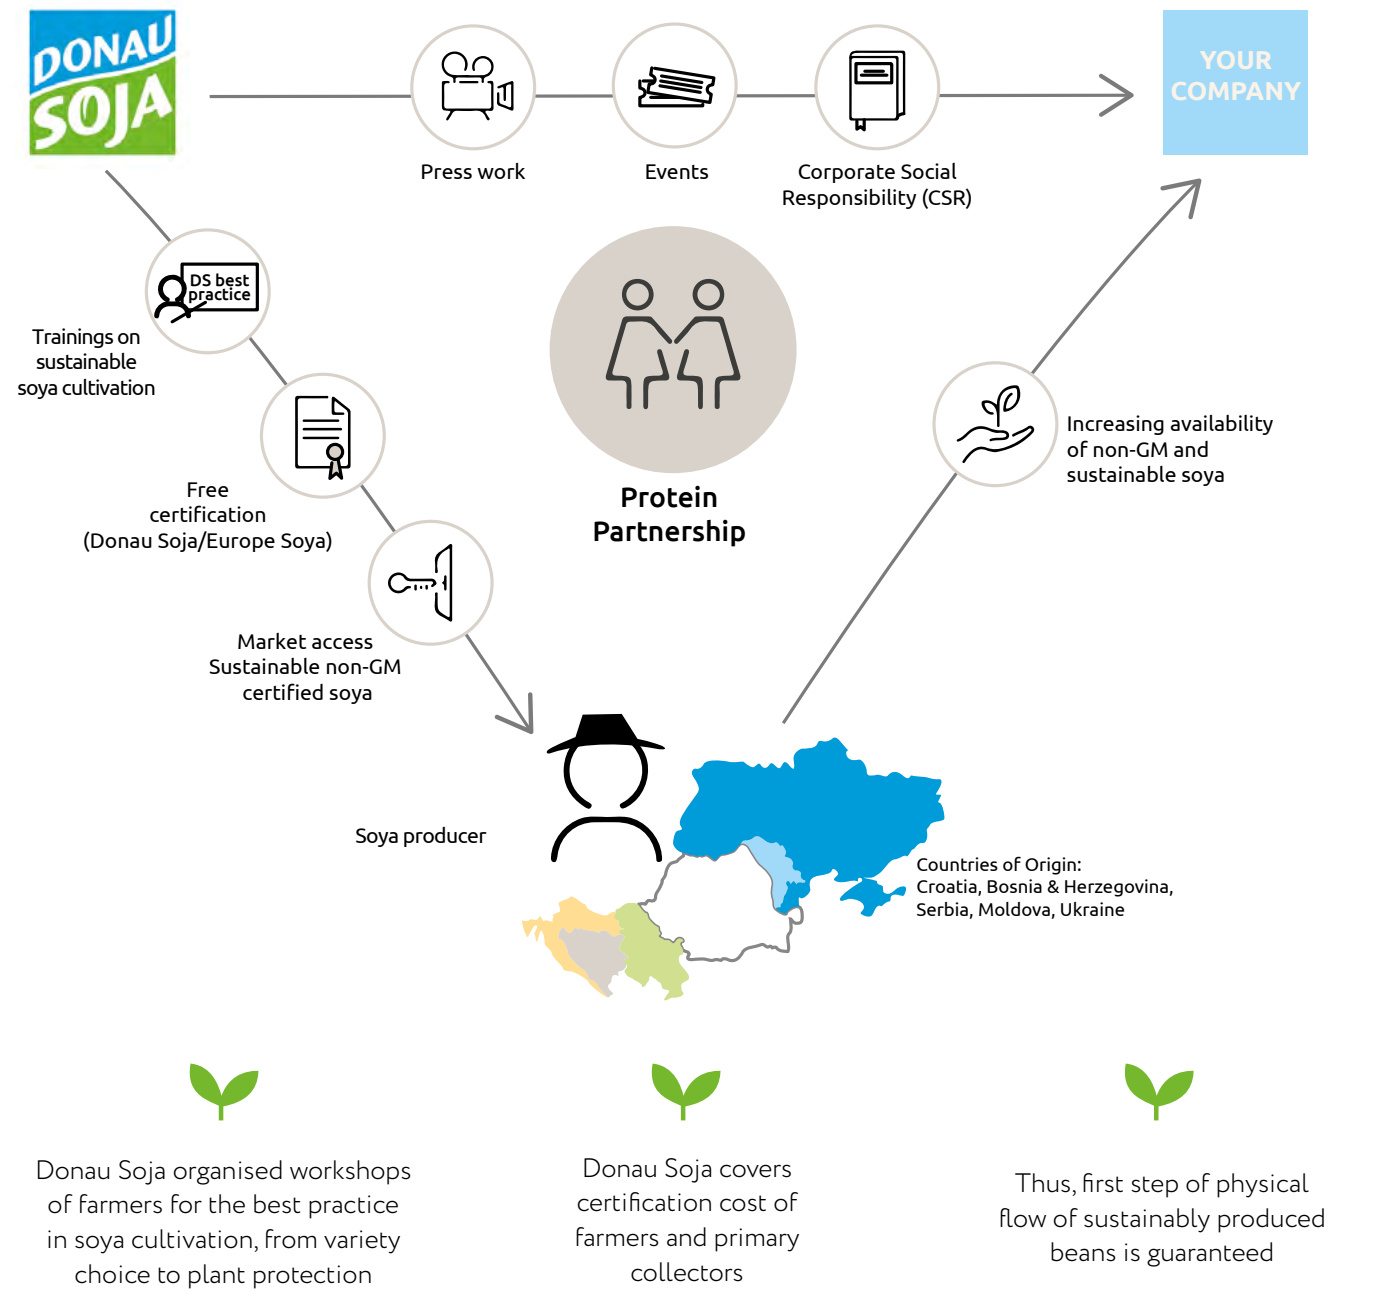 DONAU
SOJA
YOUR
COMPANY
Press work
Events
Corporate Social
Responsibility (CSR)
DS best
practice
Trainings on
sustainable
soya cultivation
Free
certification
(Donau Soja/Europe Soya)
Market access
Sustainable non-GM
certified soya
Protein
Partnership
Increasing availability
of non-GM and
sustainable soya
Soya producer
Countries of Origin:
Croatia, Bosnia & Herzegovina,
Serbia, Moldova, Ukraine
Donau Soja organised workshops
of farmers for the best practice
in soya cultivation, from variety
choice to plant protection
Donau Soja covers
certification cost of
farmers and primary
collectors
Thus, first step of physical
flow of sustainably produced
beans is guaranteed